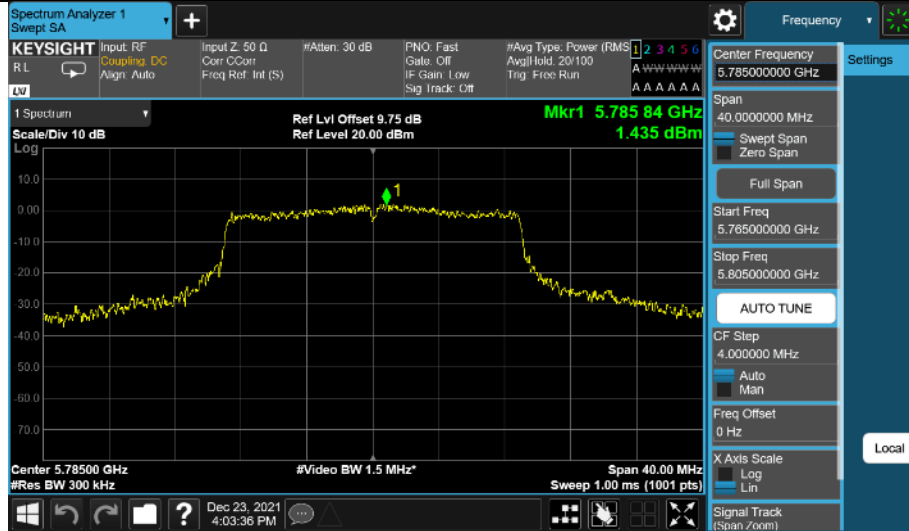 Spectrum Analyzer 1
Swept SA
+
Frequency
KEYSIGHT
RL
LXI
Input: RF
Coupling: DC
Align: Auto
Input Z: 50 Ω
Corr CCorr
Freq Ref: Int (S)
#Atten: 30 dB
PNO: Fast
Gate: Off
IF Gain: Low
Sig Track: Off
#Avg Type: Power (RMS
Avg|Hold: 20/100
Trig: Free Run
1 2 3 4 5 6
A W W W W W
A A A A A A
Center Frequency
5.785000000 GHz
Settings
1 Spectrum
Scale/Div 10 dB
Log
Ref Lvl Offset 9.75 dB
Ref Level 20.00 dBm
Mkr1 5.785 84 GHz
1.435 dBm
Span
40.0000000 MHz
Swept Span
Zero Span
Full Span
Start Freq
5.765000000 GHz
Stop Freq
5.805000000 GHz
AUTO TUNE
CF Step
4.000000 MHz
Auto
Man
Freq Offset
0 Hz
X Axis Scale
Log
Lin
Signal Track
(Span Zoom)
Local
10.0
0.00
-10.0
-20.0
-30.0
-40.0
-50.0
-60.0
-70.0
1
Center 5.78500 GHz
#Res BW 300 kHz
#Video BW 1.5 MHz*
Span 40.00 MHz
Sweep 1.00 ms (1001 pts)
?
Dec 23, 2021
4:03:36 PM